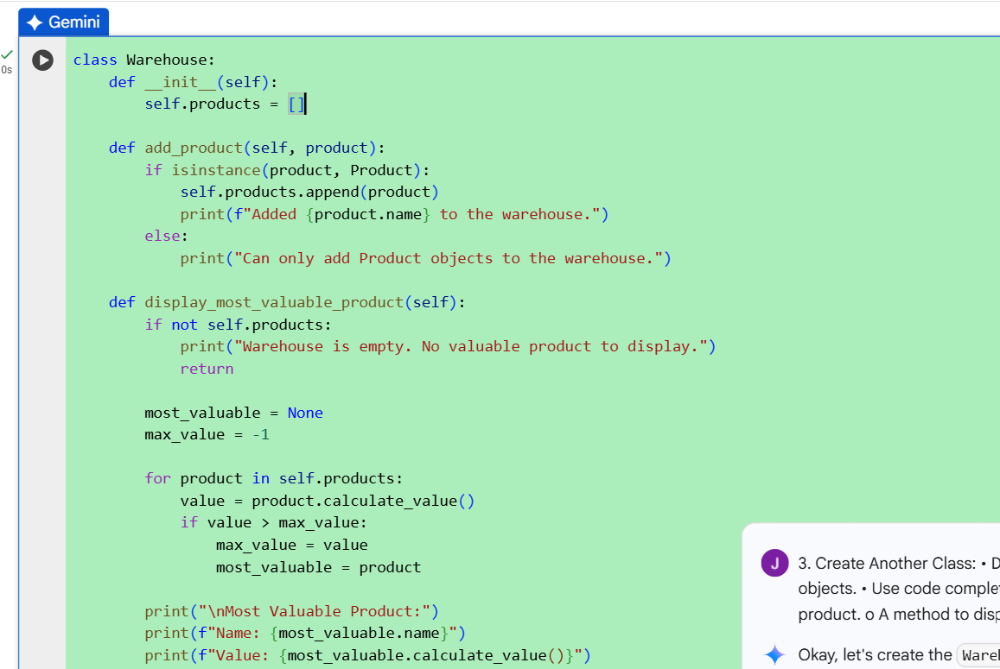 Gemini
0s
class Warehouse:
    def __init__(self):
        self.products = []
    def add_product(self, product):
        if isinstance(product, Product):
            self.products.append(product)
            print(f"Added {product.name} to the warehouse.")
        else:
            print("Can only add Product objects to the warehouse.")
    def display_most_valuable_product(self):
        if not self.products:
            print("Warehouse is empty. No valuable product to display.")
            return
        most_valuable = None
        max_value = -1
        for product in self.products:
            value = product.calculate_value()
            if value > max_value:
                max_value = value
                most_valuable = product
        print("\nMost Valuable Product:")
        print(f"Name: {most_valuable.name}")
        print(f"Value: {most_valuable.calculate_value()}")
J
3. Create Another Class: • D
objects. • Use code comple
product. o A method to disp
Okay, let's create the Ware